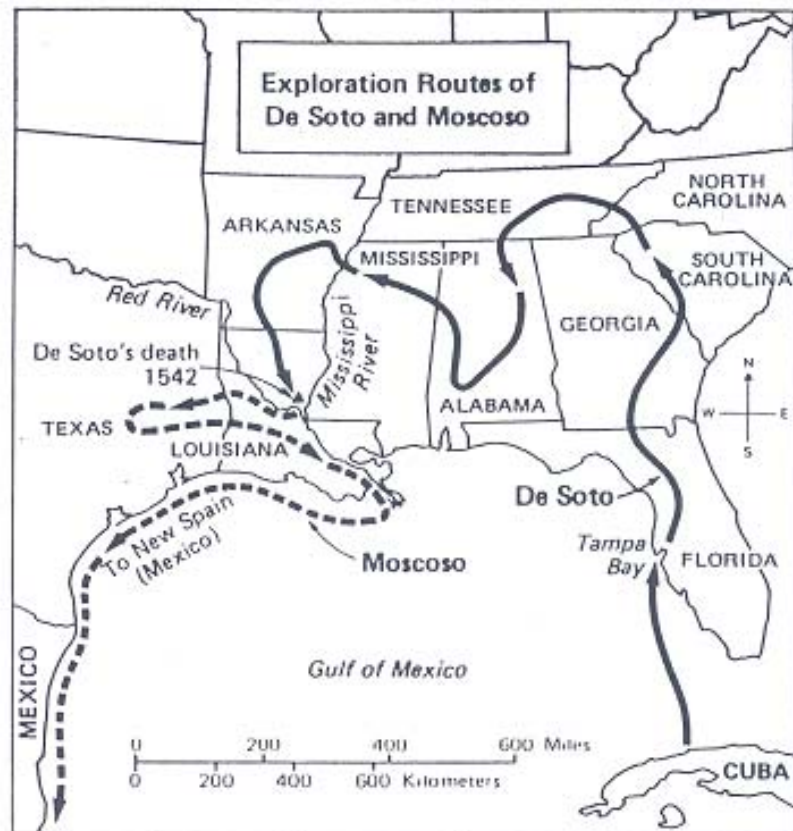 Exploration Routes of
De Soto and Moscoso
NORTH
CAROLINA
TENNESSEE
ARKANSAS
MISSISSIPPI
SOUTH
CAROLINA
Red River
GEORGIA
De Soto's death
1542
Mississippi
River
ALABAMA
N
W
E
S
TEXAS
LOUISIANA
De Soto
To New Spain
(Mexico)
Moscoso
Tampa
Bay
FLORIDA
MEXICO
Gulf of Mexico
0 200 400 600 Miles
0 200 400 600 Kilometers
CUBA